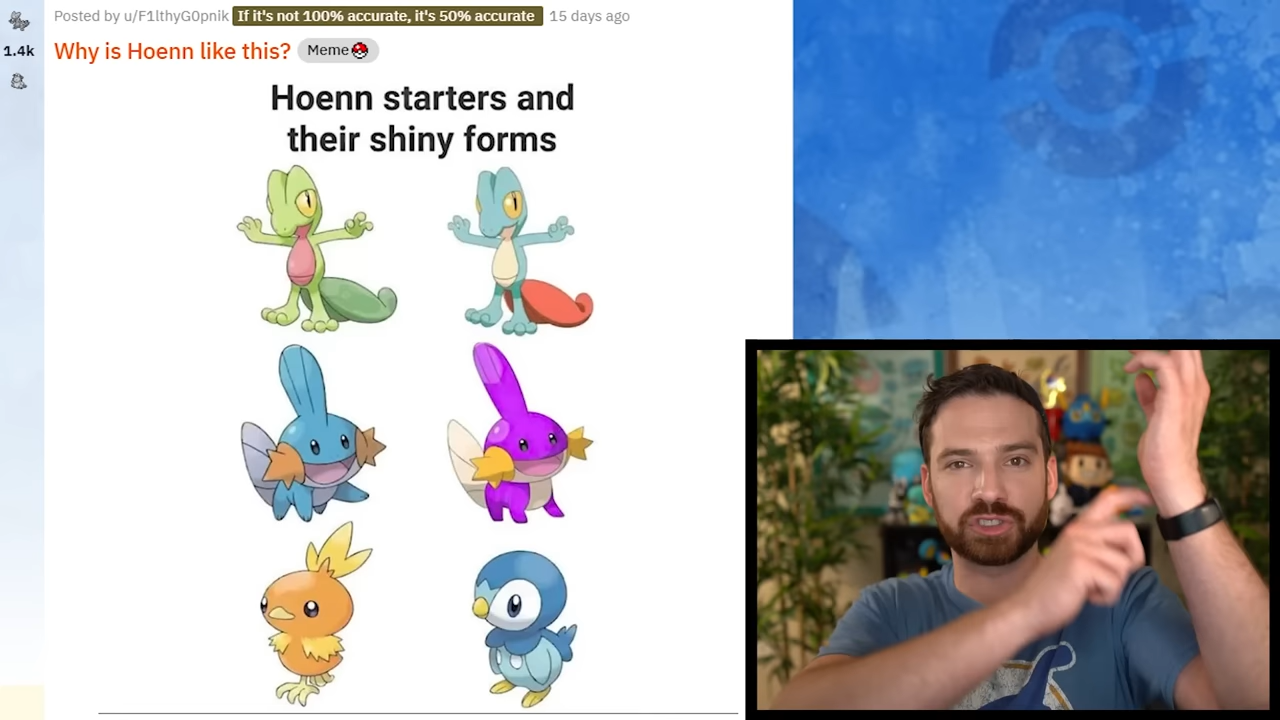 Posted by u/F1lthyG0pnik If it's not 100% accurate, it's 50% accurate 15 days ago
1.4k
Why is Hoenn like this? Meme
Hoenn starters and
their shiny forms